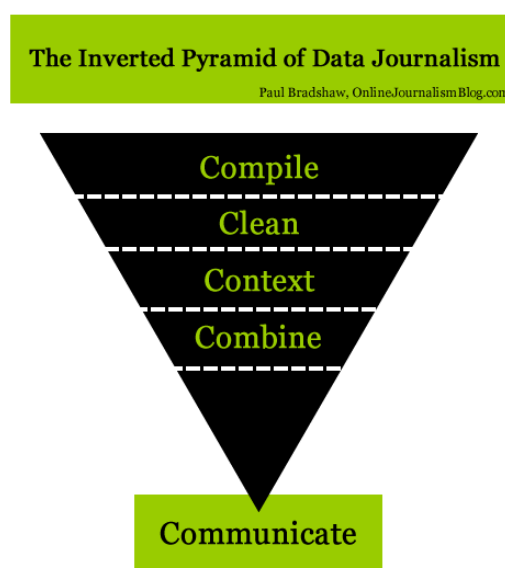 The Inverted Pyramid of Data Journalism
Paul Bradshaw, OnlineJournalismBlog.com
Compile
Clean
Context
Combine
Communicate